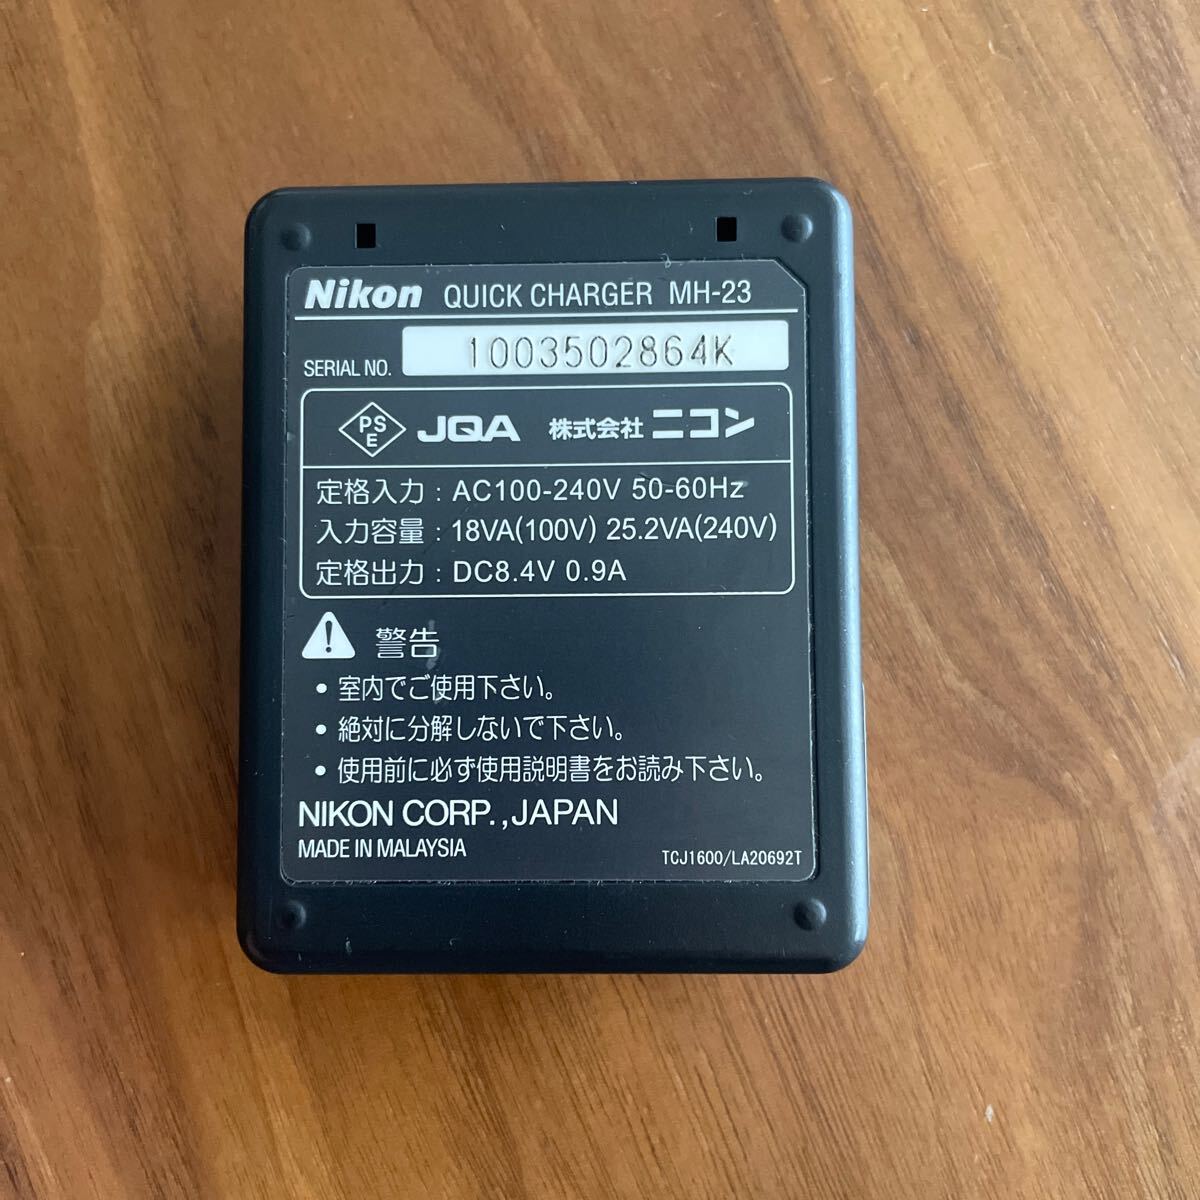 Nikon QUICK CHARGER MH-23
SERIAL NO. 1003502864K
PSE JQA 株式会社 ニコン
定格入力 : AC100-240V 50-60Hz
入力容量 : 18VA(100V) 25.2VA(240V)
定格出力 : DC8.4V 0.9A
警告
• 室内でご使用下さい。
• 絶対に分解しないで下さい。
• 使用前に必ず使用説明書をお読み下さい。
NIKON CORP.,JAPAN
MADE IN MALAYSIA
TCJ1600/LA20692T